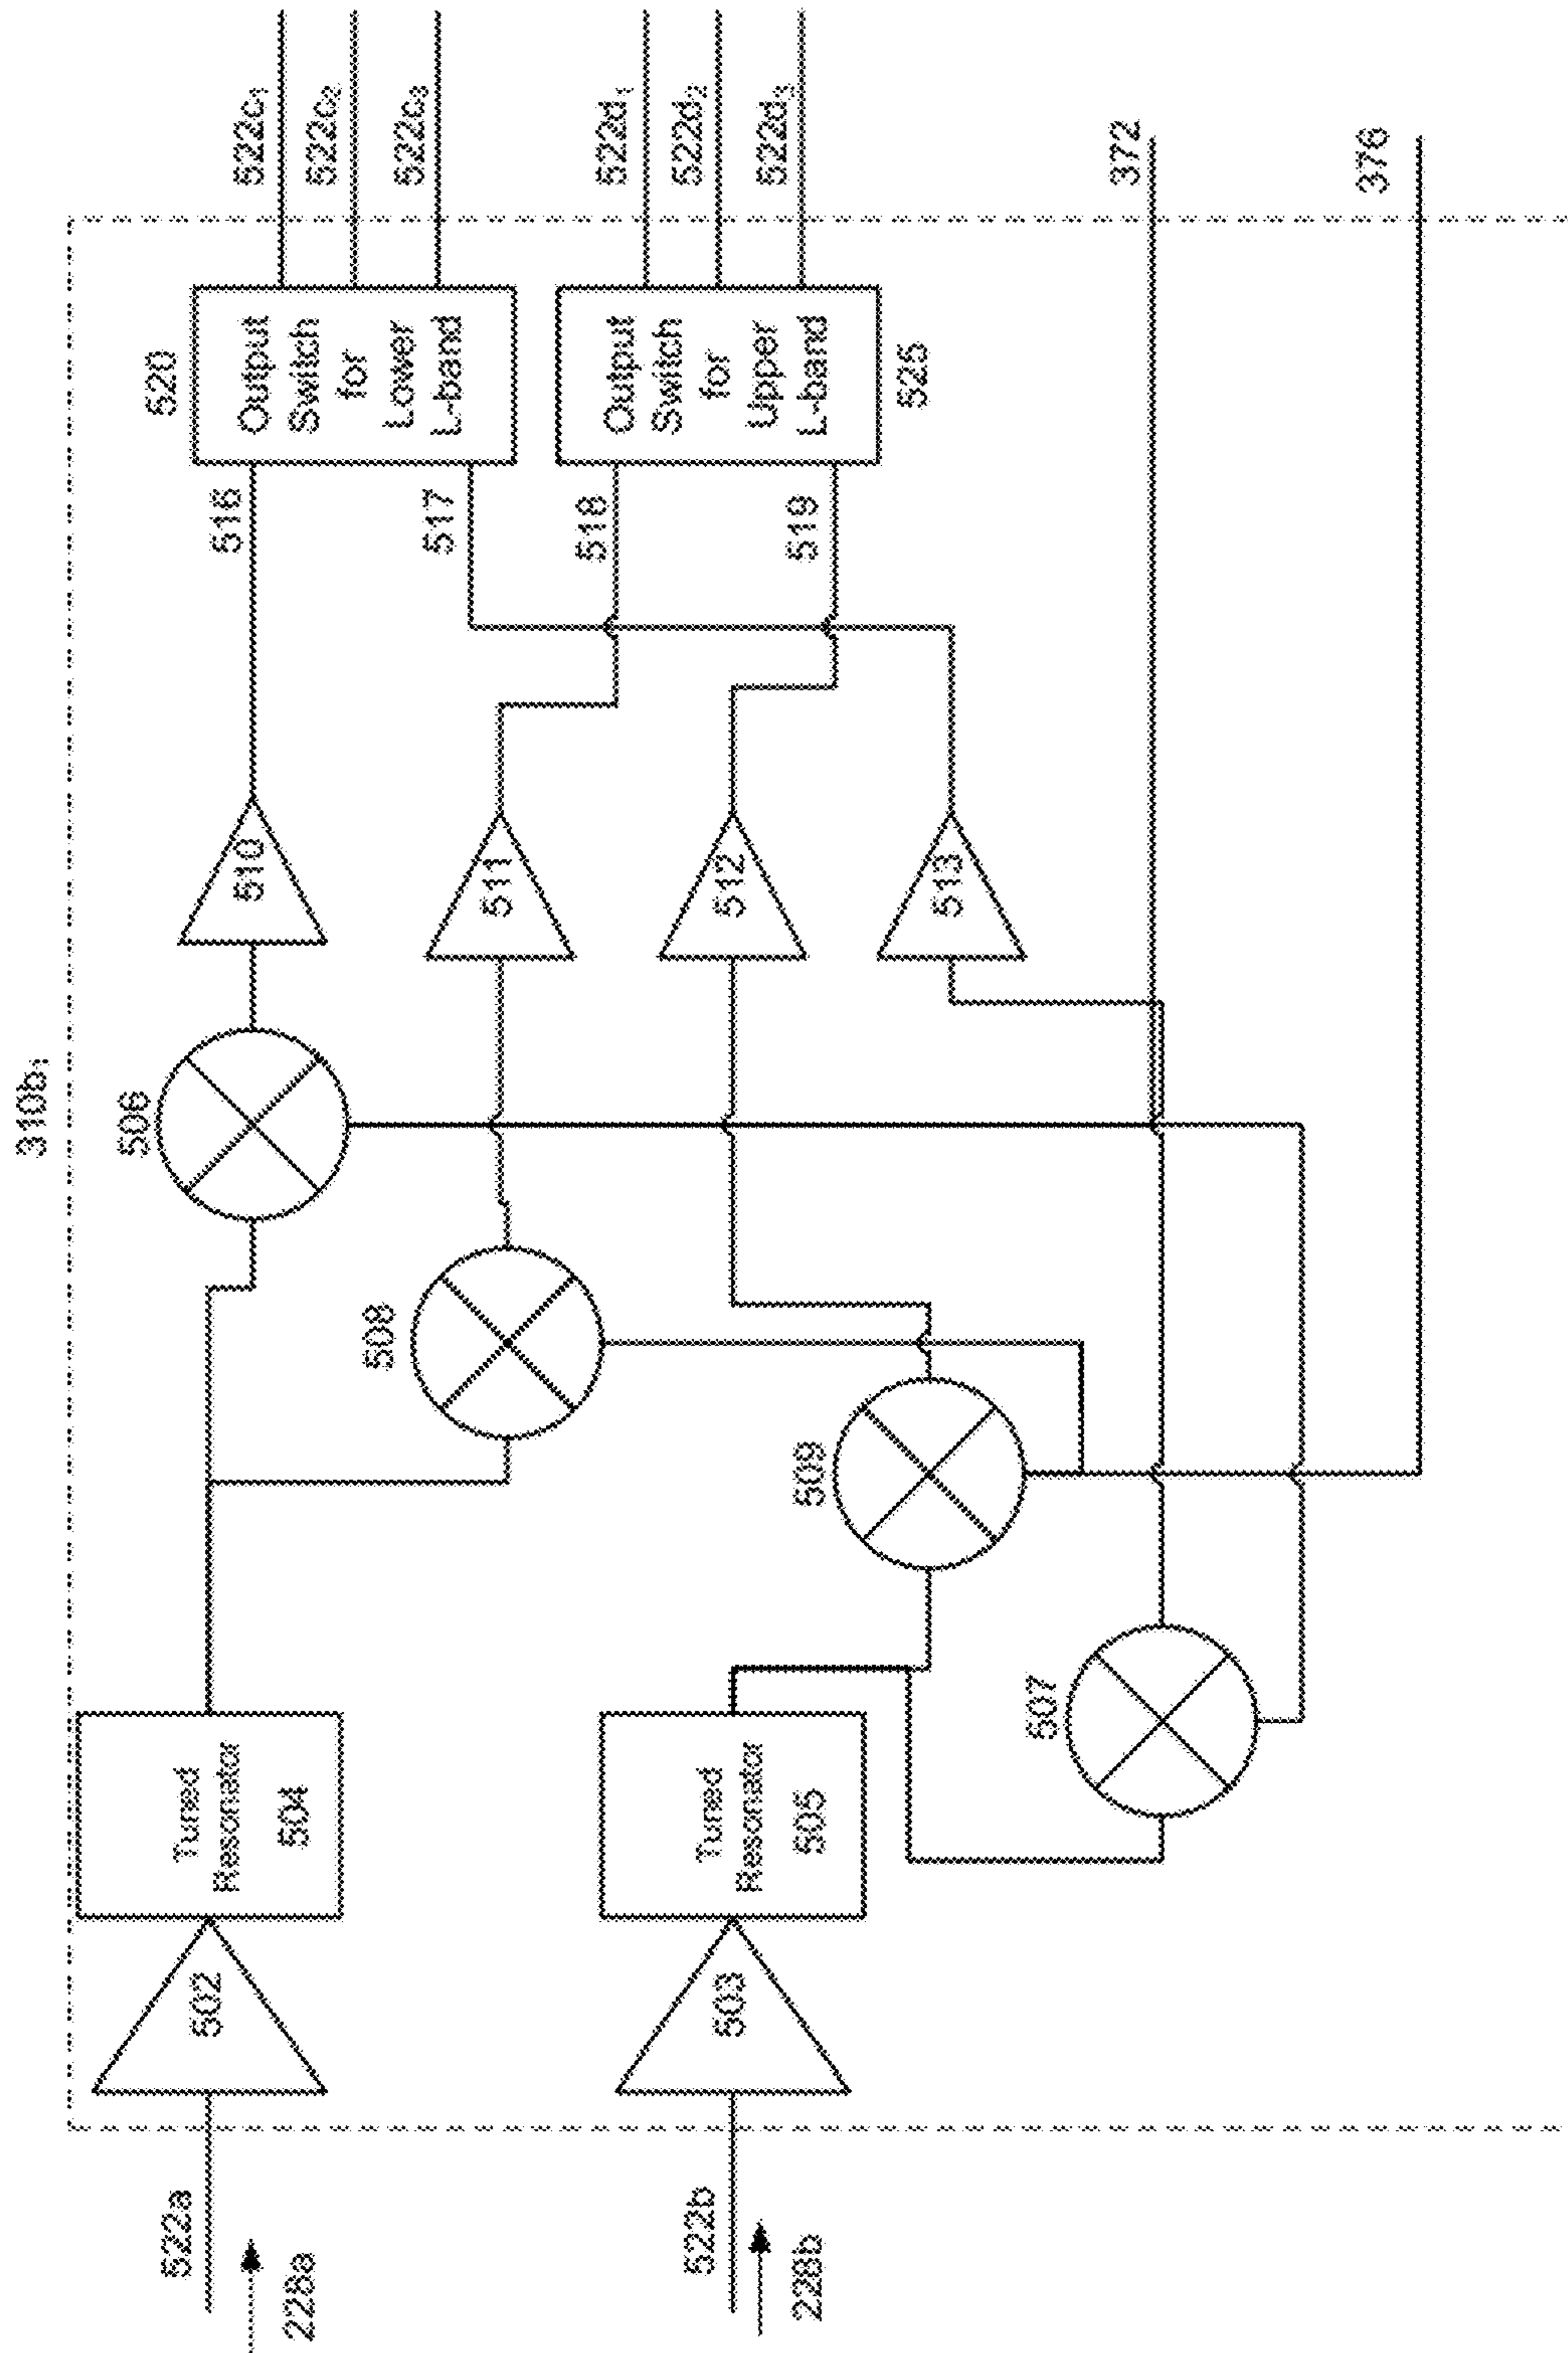 310b1
522a
228a
502
Tuned
Resonator
504
506
510
516
520
Output
Switch
for
Lower
L-band
522c1
522c2
522c3
508
511
517
518
522b
228b
503
Tuned
Resonator
505
509
512
519
Output
Switch
for
Upper
L-band
525
522d1
522d2
522d3
507
513
372
376